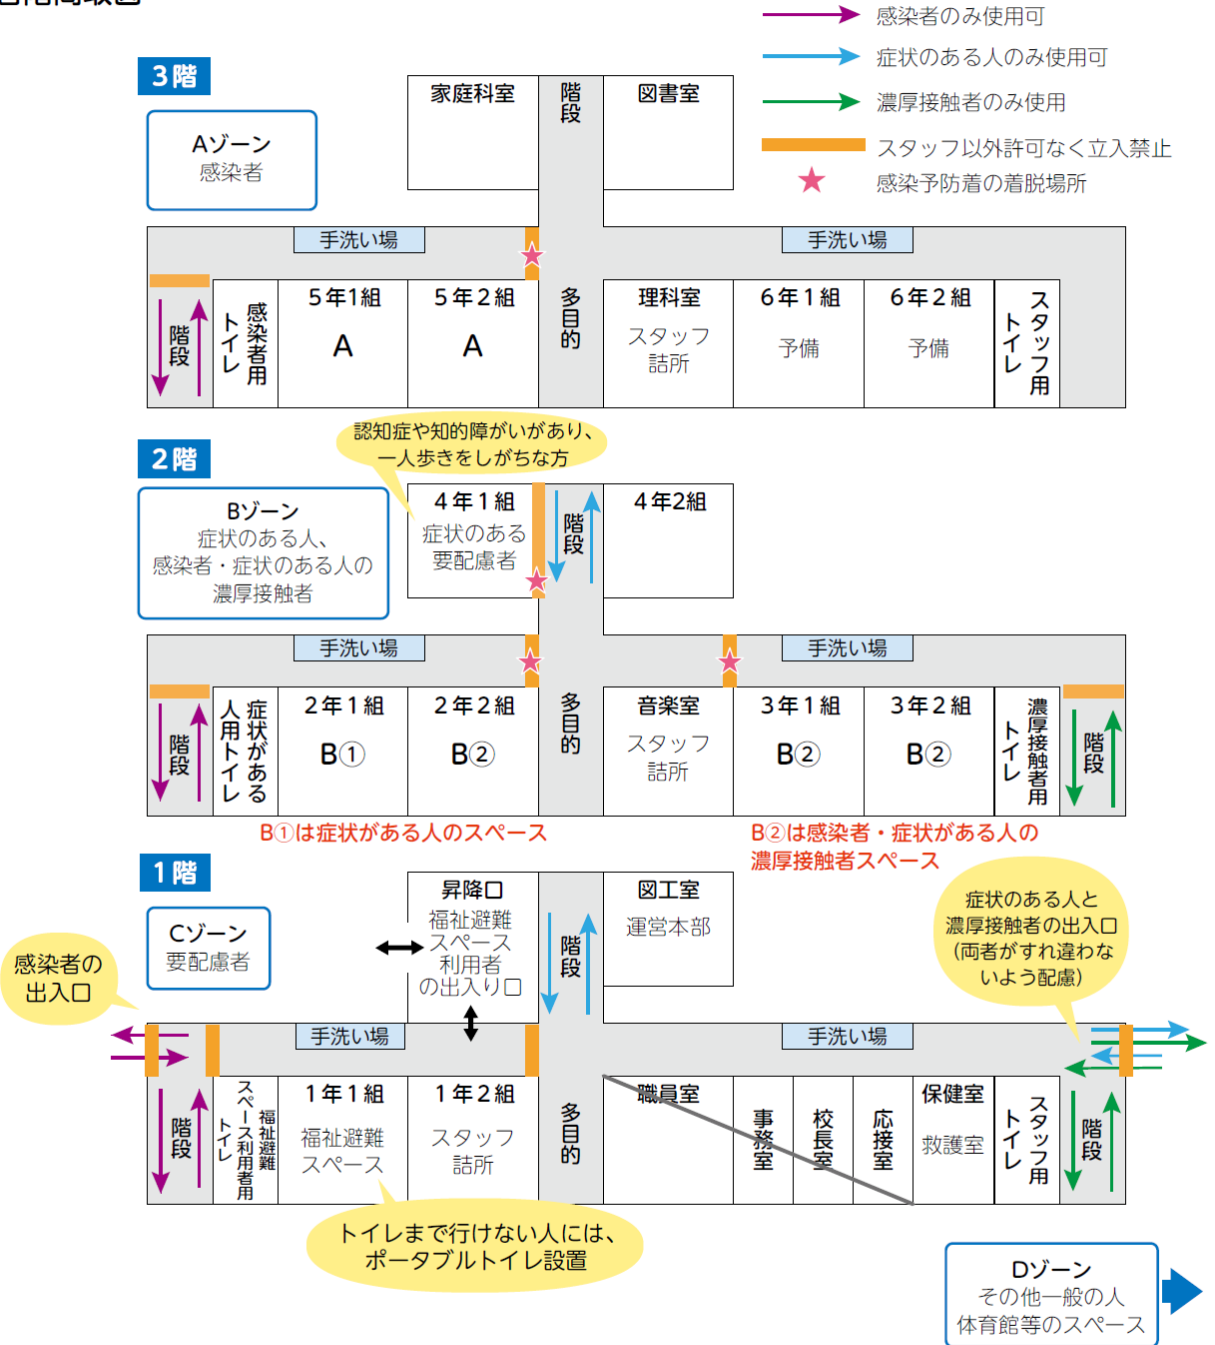 感染者のみ使用可
症状のある人のみ使用可
濃厚接触者のみ使用
スタッフ以外許可なく立入禁止
感染予防着の着脱場所
3階
Aゾーン
感染者
家庭科室
階段
図書室
手洗い場
手洗い場
階段
感染者用
トイレ
5年1組
A
5年2組
A
多目的
理科室
スタッフ
詰所
6年1組
予備
6年2組
予備
スタッフ用
トイレ
認知症や知的障がいがあり、
一人歩きをしがちな方
2階
Bゾーン
症状のある人、
感染者・症状のある人の
濃厚接触者
4年1組
症状のある
要配慮者
階段
4年2組
手洗い場
手洗い場
階段
症状がある
人用トイレ
2年1組
B①
2年2組
B②
多目的
音楽室
スタッフ
詰所
3年1組
B②
3年2組
B②
濃厚接触者用
トイレ
階段
B①は症状がある人のスペース
B②は感染者・症状がある人の
濃厚接触者スペース
1階
Cゾーン
要配慮者
感染者の
出入口
昇降口
福祉避難
スペース
利用者
の出入り口
階段
図工室
運営本部
症状のある人と
濃厚接触者の出入口
(両者がすれ違わな
いよう配慮)
手洗い場
手洗い場
階段
福祉避難
スペース利用者用
トイレ
1年1組
福祉避難
スペース
1年2組
スタッフ
詰所
多目的
職員室
事務室
校長室
応接室
保健室
救護室
スタッフ用
トイレ
階段
トイレまで行けない人には、
ポータブルトイレ設置
Dゾーン
その他一般の人
体育館等のスペース